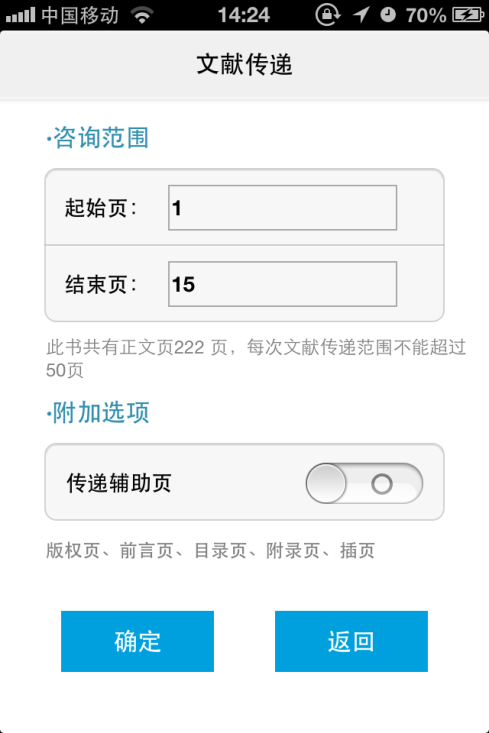 中国移动 14:24 70%
文献传递
·咨询范围
起始页: 1
结束页: 15
此书共有正文页222 页，每次文献传递范围不能超过
50页
·附加选项
传递辅助页
版权页、前言页、目录页、附录页、插页
确定 返回